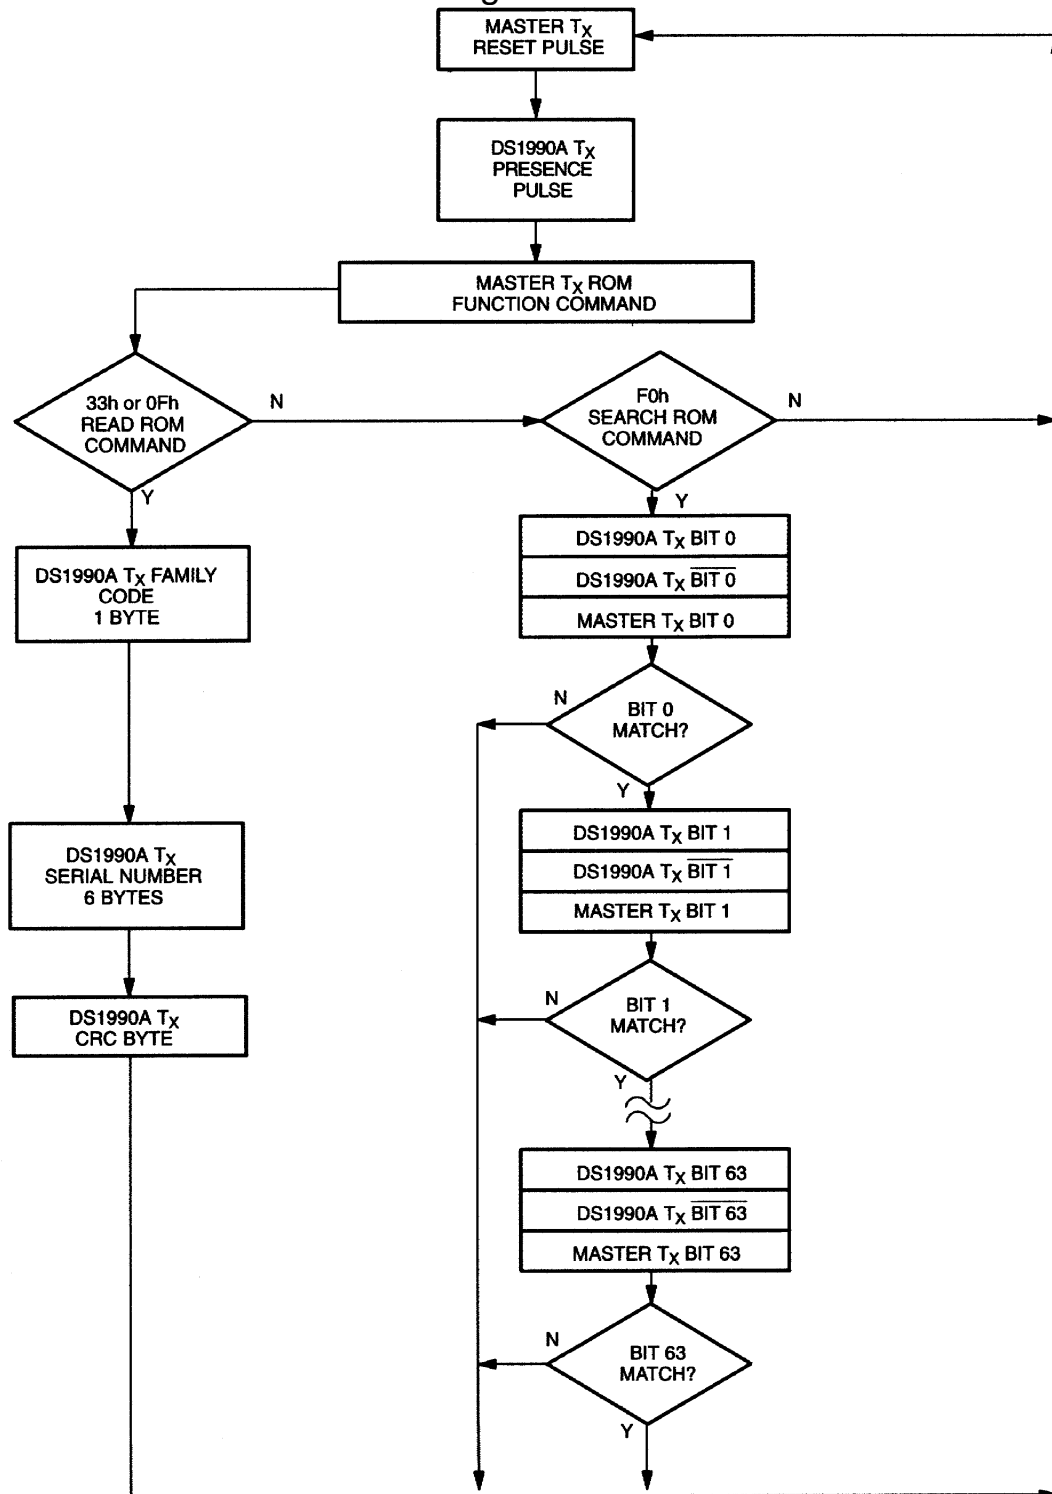 g
MASTER TX
RESET PULSE
DS1990A TX
PRESENCE
PULSE
MASTER TX ROM
FUNCTION COMMAND
33h or 0Fh
READ ROM
COMMAND
N
Y
F0h
SEARCH ROM
COMMAND
N
Y
DS1990A TX FAMILY
CODE
1 BYTE
DS1990A TX
SERIAL NUMBER
6 BYTES
DS1990A TX
CRC BYTE
DS1990A TX BIT 0
DS1990A TX B̅I̅T̅ ̅0̅
MASTER TX BIT 0
N
BIT 0
MATCH?
Y
DS1990A TX BIT 1
DS1990A TX B̅I̅T̅ ̅1̅
MASTER TX BIT 1
N
BIT 1
MATCH?
Y
DS1990A TX BIT 63
DS1990A TX B̅I̅T̅ ̅6̅3̅
MASTER TX BIT 63
N
BIT 63
MATCH?
Y